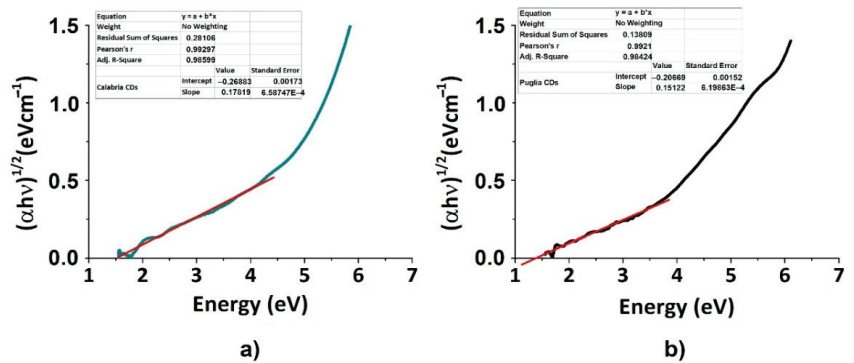 Equation y = a + b*x
Weight No Weighting
Residual Sum of Squares 0.28106
Pearson's r 0.99297
Adj. R-Square 0.98599
Value Standard Error
Calabria CDs Intercept −0.26883 0.00173
Slope 0.17819 6.58747E−4
1.5
1.0
0.5
0.0
(αhν)1/2(eVcm−1)
1 2 3 4 5 6 7
Energy (eV)
a)
Equation y = a + b*x
Weight No Weighting
Residual Sum of Squares 0.13809
Pearson's r 0.9921
Adj. R-Square 0.98424
Value Standard Error
Puglia CDs Intercept −0.20669 0.00152
Slope 0.15122 6.19863E−4
1.5
1.0
0.5
0.0
(αhν)1/2(eVcm−1)
1 2 3 4 5 6 7
Energy (eV)
b)